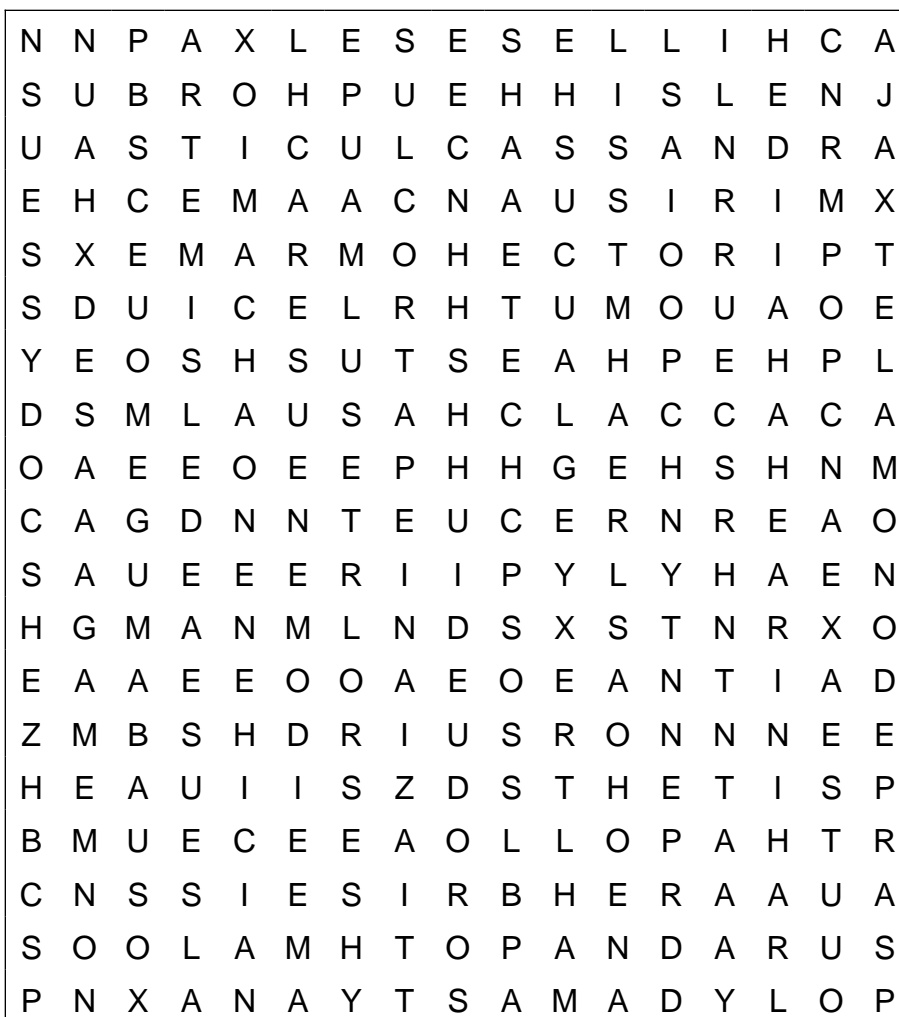 N N P A X L E S E S E L L I H C A
S U B R O H P U E H H I S L E N J
U A S T I C U L C A S S A N D R A
E H C E M A A C N A U S I R I M X
S X E M A R M O H E C T O R I P T
S D U I C E L R H T U M O U A O E
Y E O S H S U T S E A H P E H P L
D S M L A U S A H C L A C C A C A
O A E E O E E P H H G E H S H N M
C A G D N N T E U C E R N R E A O
S A U E E E R I I P Y L Y H A E N
H G M A N M L N D S X S T N R X O
E A A E E O O A E O E A N T I A D
Z M B S H D R I U S R O N N N E E
H E A U I I S Z D S T H E T I S P
B M U E C E E A O L L O P A H T R
C N S S I E S I R B H E R A A U A
S O O L A M H T O P A N D A R U S
P N X A N A Y T S A M A D Y L O P